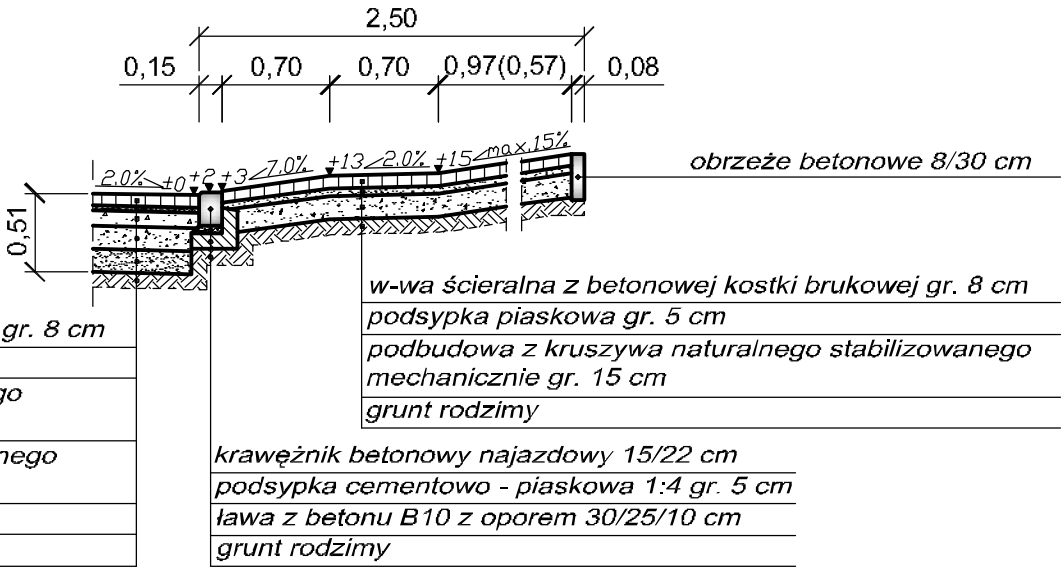 2,50
0,15 0,70 0,70 0,97(0,57) 0,08
2.0% ±0 +2 +3 7.0% +13 2.0% +15 max.15%
0,51
obrzeże betonowe 8/30 cm
w-wa ścieralna z betonowej kostki brukowej gr. 8 cm
podsypka piaskowa gr. 5 cm
podbudowa z kruszywa naturalnego stabilizowanego
mechanicznie gr. 15 cm
grunt rodzimy
gr. 8 cm
go
nego
krawężnik betonowy najazdowy 15/22 cm
podsypka cementowo - piaskowa 1:4 gr. 5 cm
ława z betonu B10 z oporem 30/25/10 cm
grunt rodzimy